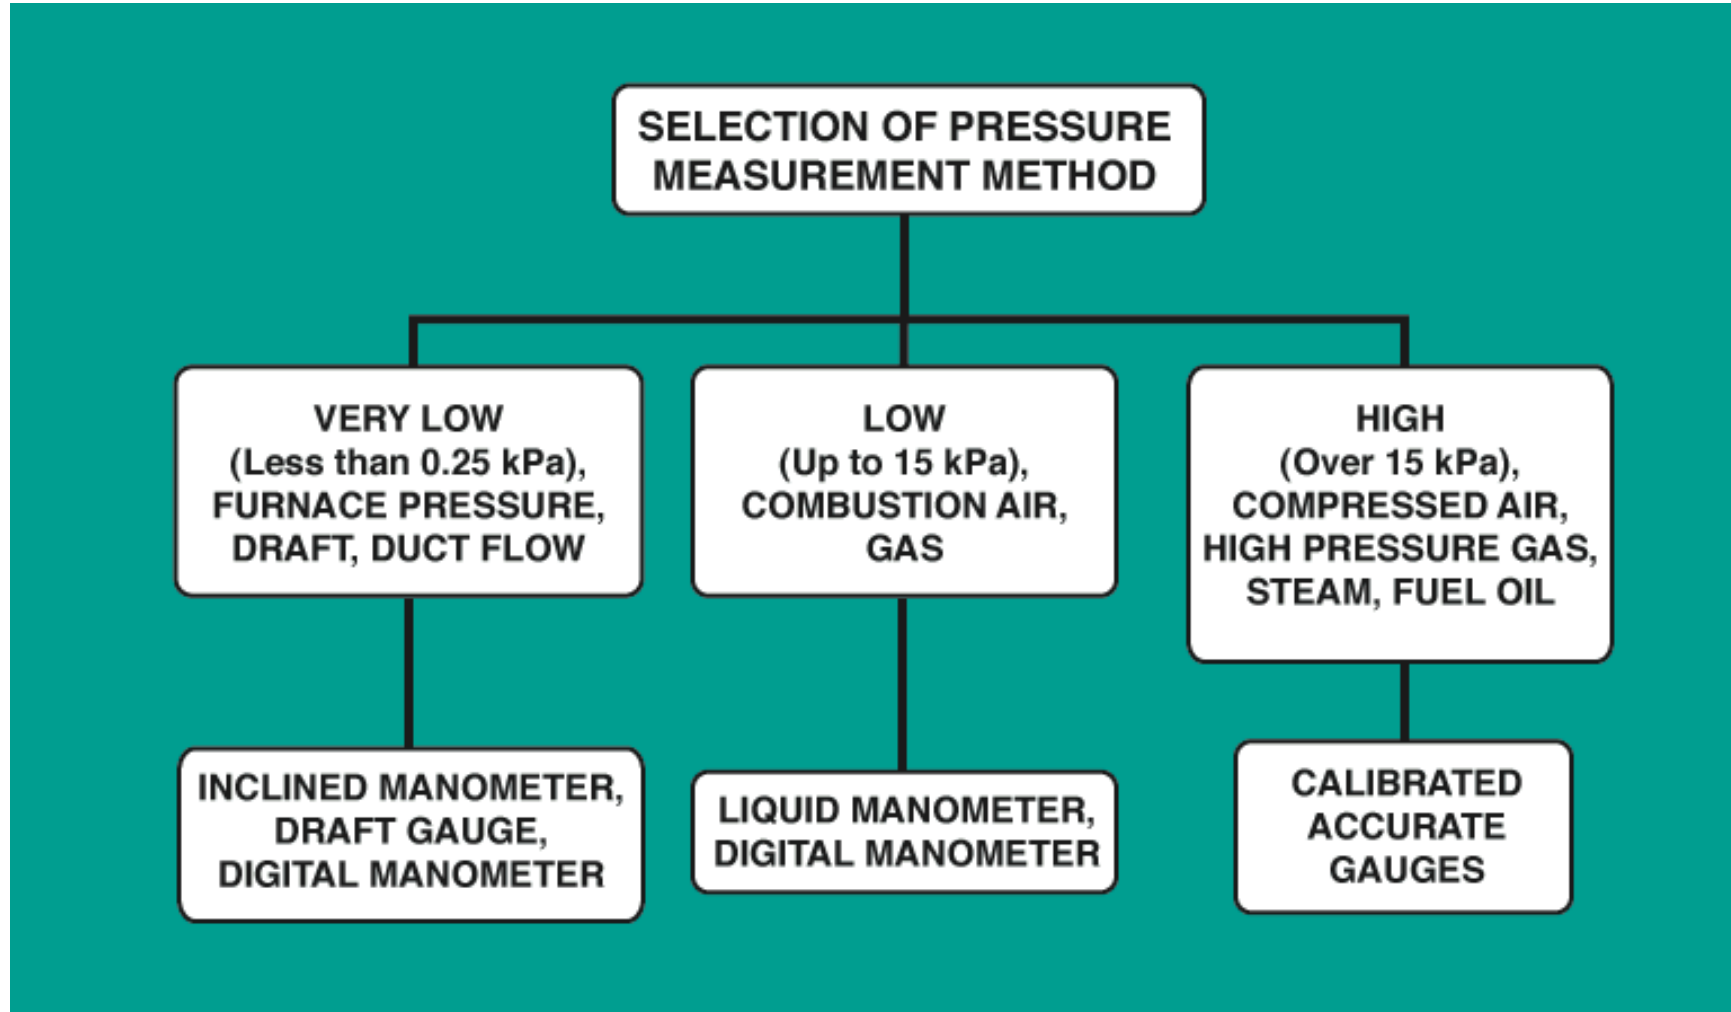 SELECTION OF PRESSURE
MEASUREMENT METHOD
VERY LOW
(Less than 0.25 kPa),
FURNACE PRESSURE,
DRAFT, DUCT FLOW
LOW
(Up to 15 kPa),
COMBUSTION AIR,
GAS
HIGH
(Over 15 kPa),
COMPRESSED AIR,
HIGH PRESSURE GAS,
STEAM, FUEL OIL
INCLINED MANOMETER,
DRAFT GAUGE,
DIGITAL MANOMETER
LIQUID MANOMETER,
DIGITAL MANOMETER
CALIBRATED
ACCURATE
GAUGES